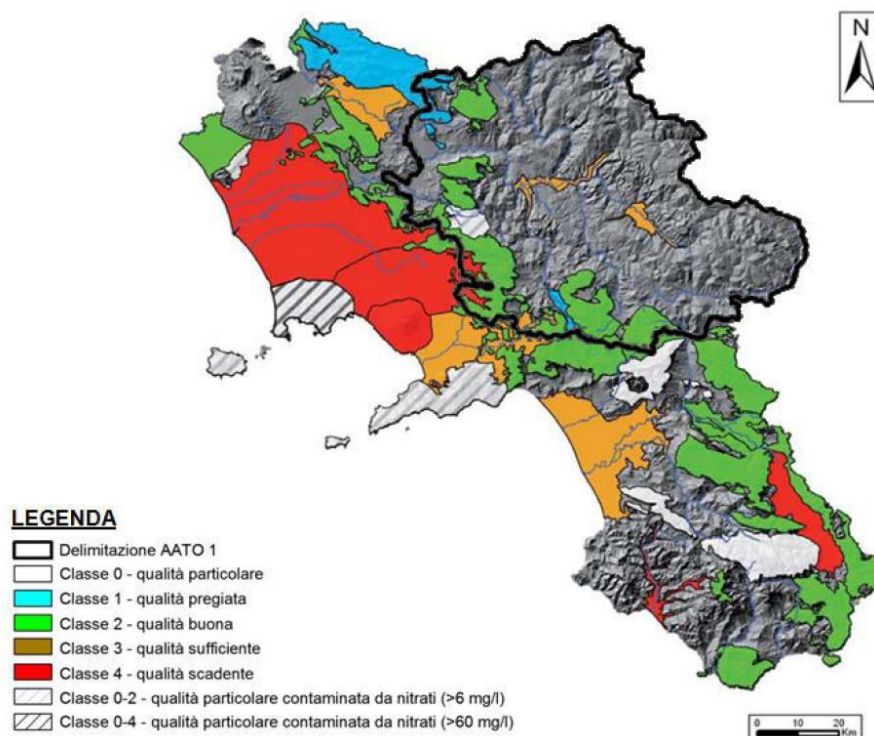 N
LEGENDA
Delimitazione AATO 1
Classe 0 - qualità particolare
Classe 1 - qualità pregiata
Classe 2 - qualità buona
Classe 3 - qualità sufficiente
Classe 4 - qualità scadente
Classe 0-2 - qualità particolare contaminata da nitrati (>6 mg/l)
Classe 0-4 - qualità particolare contaminata da nitrati (>60 mg/l)
0 10 20
Km